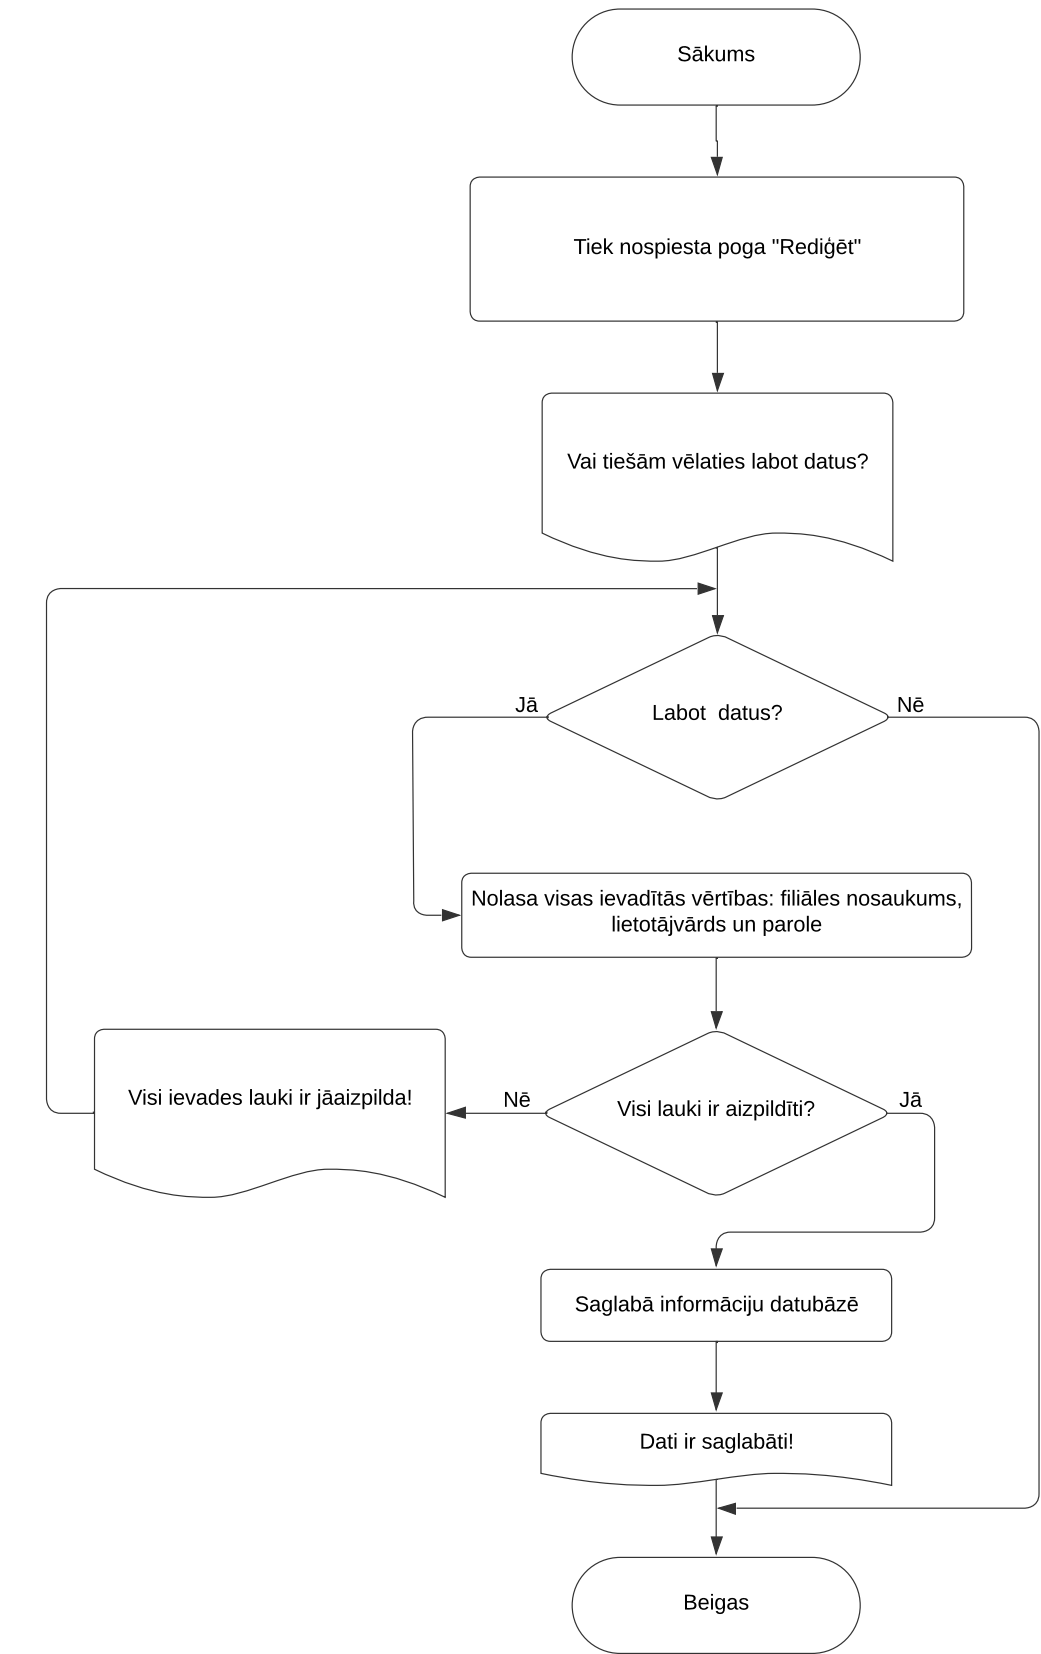 Sākums
Tiek nospiesta poga "Rediģēt"
Vai tiešām vēlaties labot datus?
Jā
Labot  datus?
Nē
Nolasa visas ievadītās vērtības: filiāles nosaukums,
lietotājvārds un parole
Visi ievades lauki ir jāaizpilda!
Nē
Visi lauki ir aizpildīti?
Jā
Saglabā informāciju datubāzē
Dati ir saglabāti!
Beigas